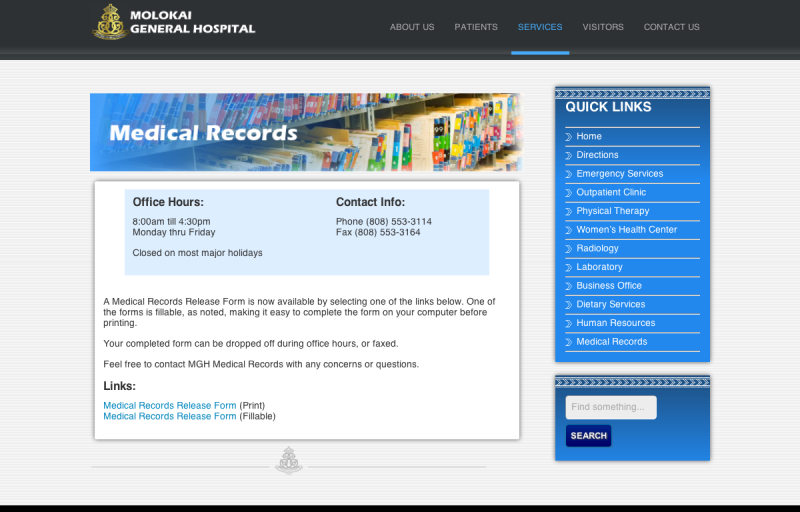 MOLOKAI
GENERAL HOSPITAL
ABOUT US
PATIENTS
SERVICES
VISITORS
CONTACT US
Medical Records
Office Hours:
8:00am till 4:30pm
Monday thru Friday
Closed on most major holidays
Contact Info:
Phone (808) 553-3114
Fax (808) 553-3164
A Medical Records Release Form is now available by selecting one of the links below. One of
the forms is fillable, as noted, making it easy to complete the form on your computer before
printing.
Your completed form can be dropped off during office hours, or faxed.
Feel free to contact MGH Medical Records with any concerns or questions.
Links:
Medical Records Release Form (Print)
Medical Records Release Form (Fillable)
QUICK LINKS
Home
Directions
Emergency Services
Outpatient Clinic
Physical Therapy
Women's Health Center
Radiology
Laboratory
Business Office
Dietary Services
Human Resources
Medical Records
Find something...
SEARCH